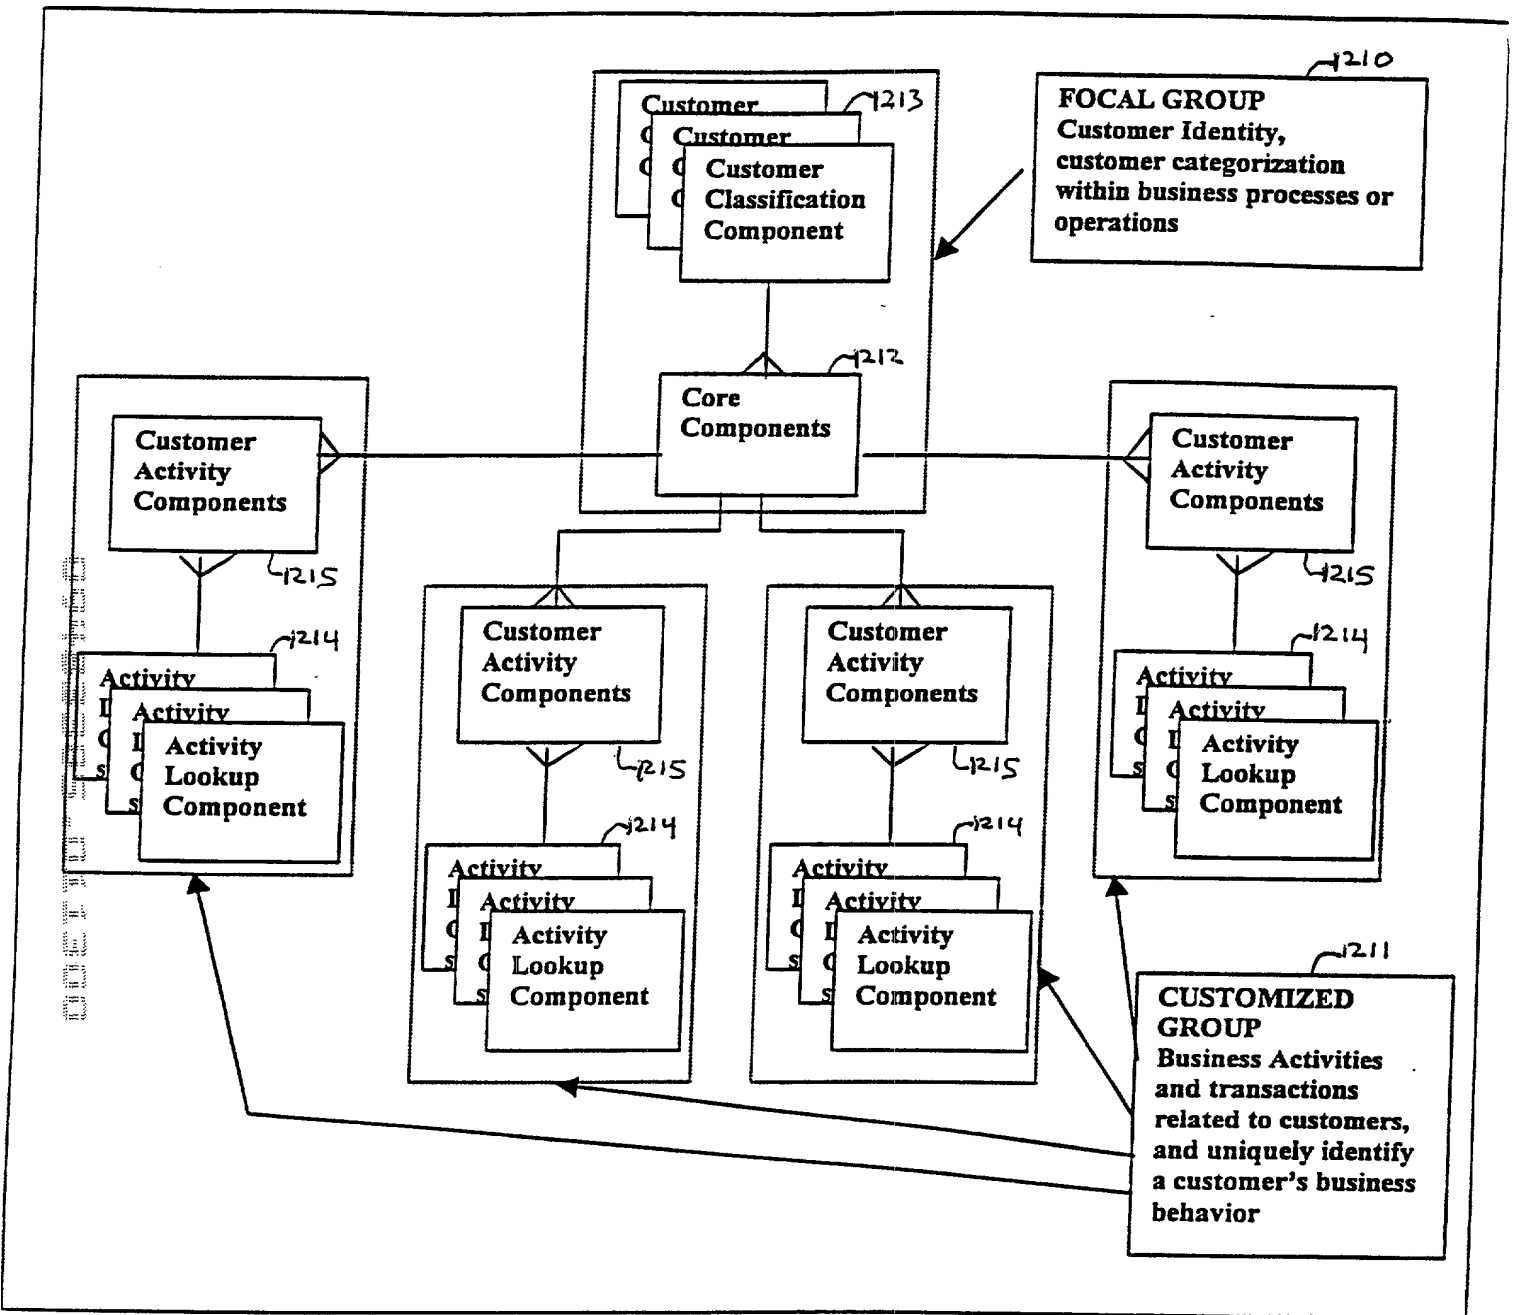 1210
FOCAL GROUP
Customer Identity,
customer categorization
within business processes or
operations
1213
Customer
C
C
Customer
C
C
Customer
Classification
Component
1212
Core
Components
Customer
Activity
Components
1215
1214
Activity
L
C
s
Activity
L
C
s
Activity
Lookup
Component
Customer
Activity
Components
1215
1214
Activity
L
C
s
Activity
L
C
s
Activity
Lookup
Component
Customer
Activity
Components
1215
1214
Activity
L
C
s
Activity
L
C
s
Activity
Lookup
Component
Customer
Activity
Components
1215
1214
Activity
L
C
s
Activity
L
C
s
Activity
Lookup
Component
1211
CUSTOMIZED
GROUP
Business Activities
and transactions
related to customers,
and uniquely identify
a customer's business
behavior